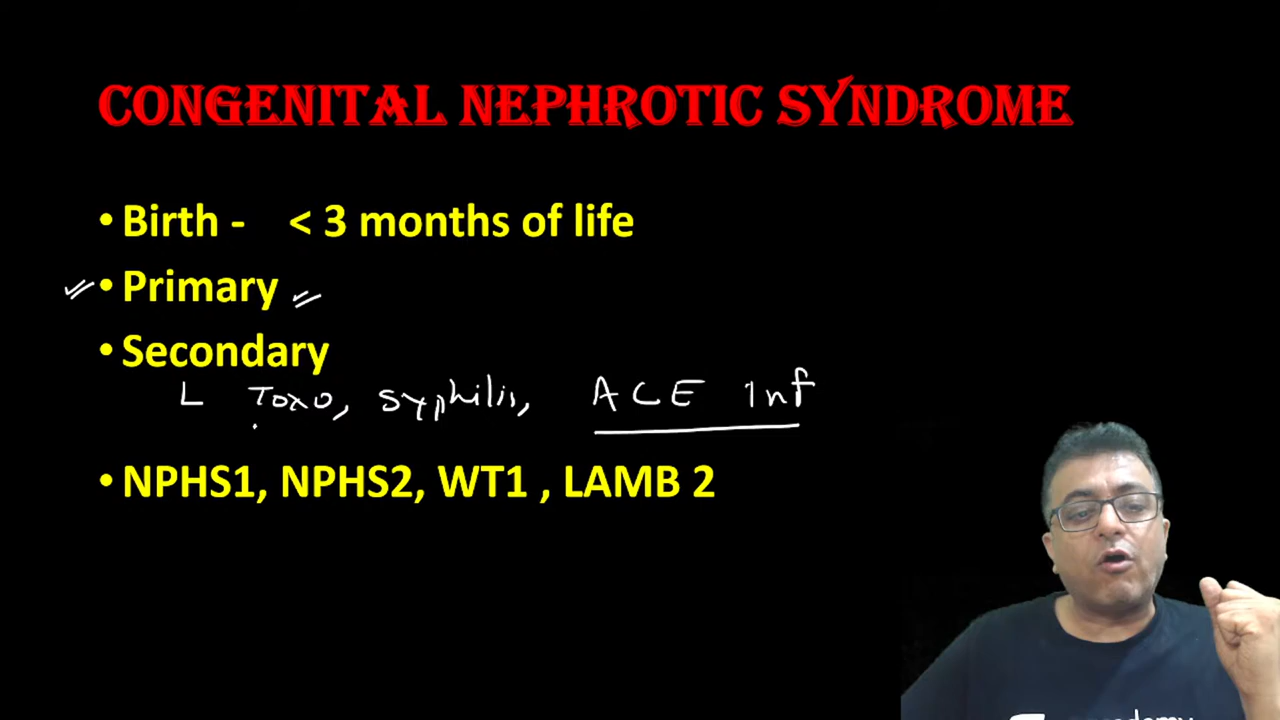 CONGENITAL NEPHROTIC SYNDROME
• Birth - < 3 months of life
• Primary
• Secondary
Toxo, syphilis, ACE Inf
• NPHS1, NPHS2, WT1 , LAMB 2